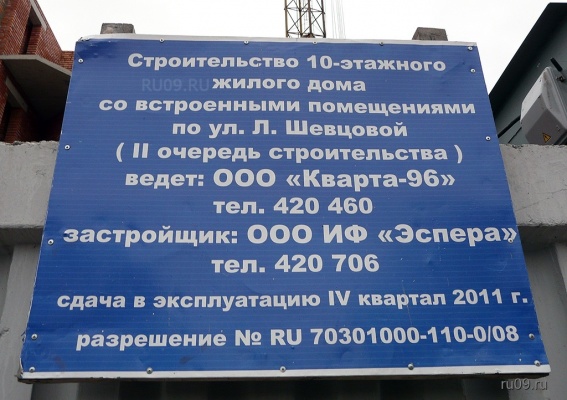 Строительство 10-этажного
RU09.RU
жилого дома
со встроенными помещениями
по ул. Л. Шевцовой
( II очередь строительства )
ведет: ООО «Кварта-96»
тел. 420 460
застройщик: ООО ИФ «Эспера»
тел. 420 706
сдача в эксплуатацию IV квартал 2011 г.
разрешение № RU 70301000-110-0/08
ru09.ru